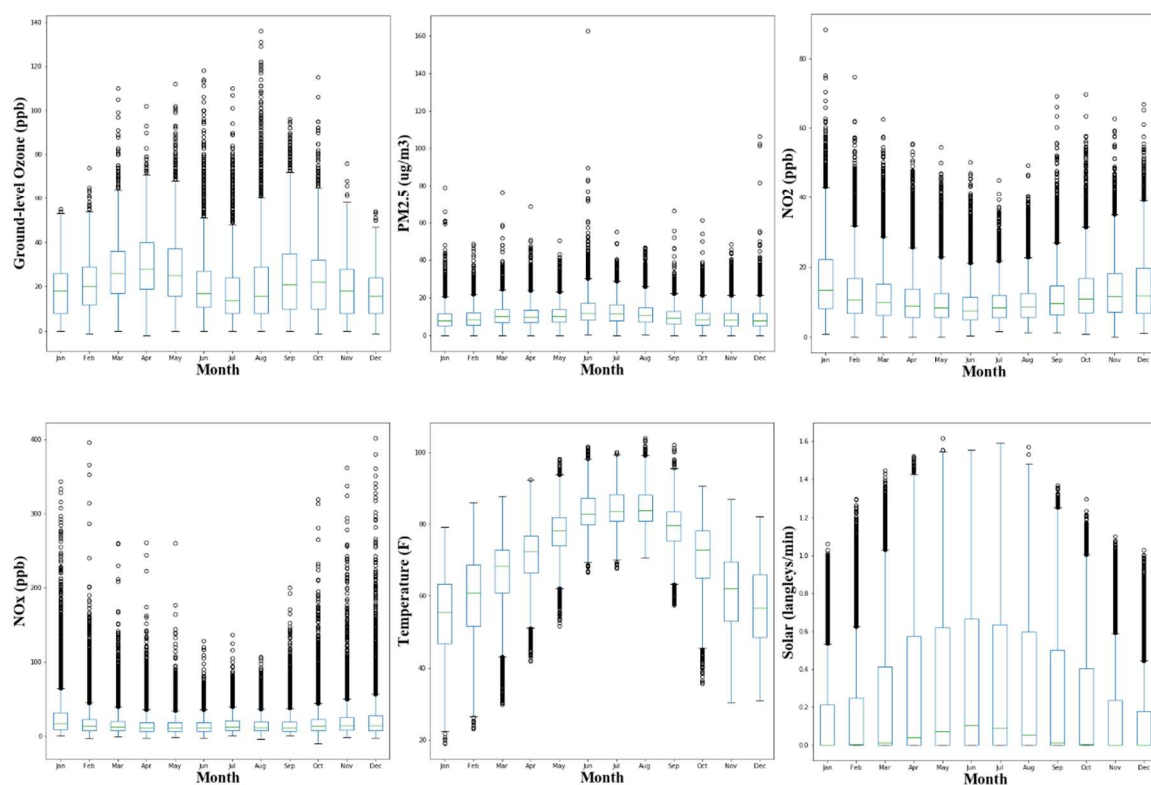 Ground-level Ozone (ppb)
140
120
100
80
60
40
20
0
Jan Feb Mar Apr May Jun Jul Aug Sep Oct Nov Dec
Month
PM2.5 (ug/m3)
160
140
120
100
80
60
40
20
0
Jan Feb Mar Apr May Jun Jul Aug Sep Oct Nov Dec
Month
NO2 (ppb)
80
60
40
20
0
Jan Feb Mar Apr May Jun Jul Aug Sep Oct Nov Dec
Month
NOx (ppb)
400
300
200
100
0
Jan Feb Mar Apr May Jun Jul Aug Sep Oct Nov Dec
Month
Temperature (F)
100
80
60
40
20
Jan Feb Mar Apr May Jun Jul Aug Sep Oct Nov Dec
Month
Solar (langleys/min)
1.6
1.4
1.2
1.0
0.8
0.6
0.4
0.2
0.0
Jan Feb Mar Apr May Jun Jul Aug Sep Oct Nov Dec
Month